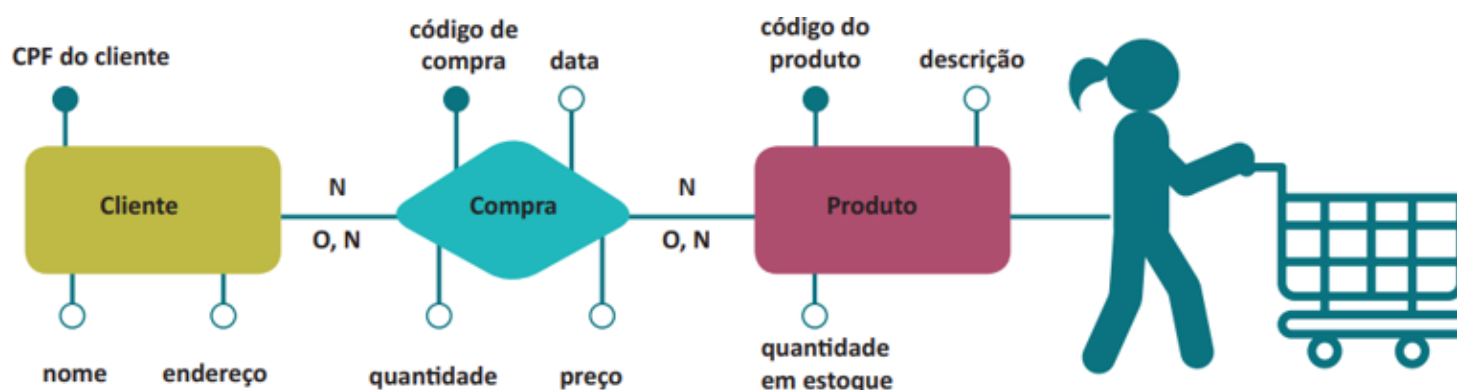 CPF do cliente
código de
compra
data
código do
produto
descrição
Cliente
N
O, N
Compra
N
O, N
Produto
nome
endereço
quantidade
preço
quantidade
em estoque